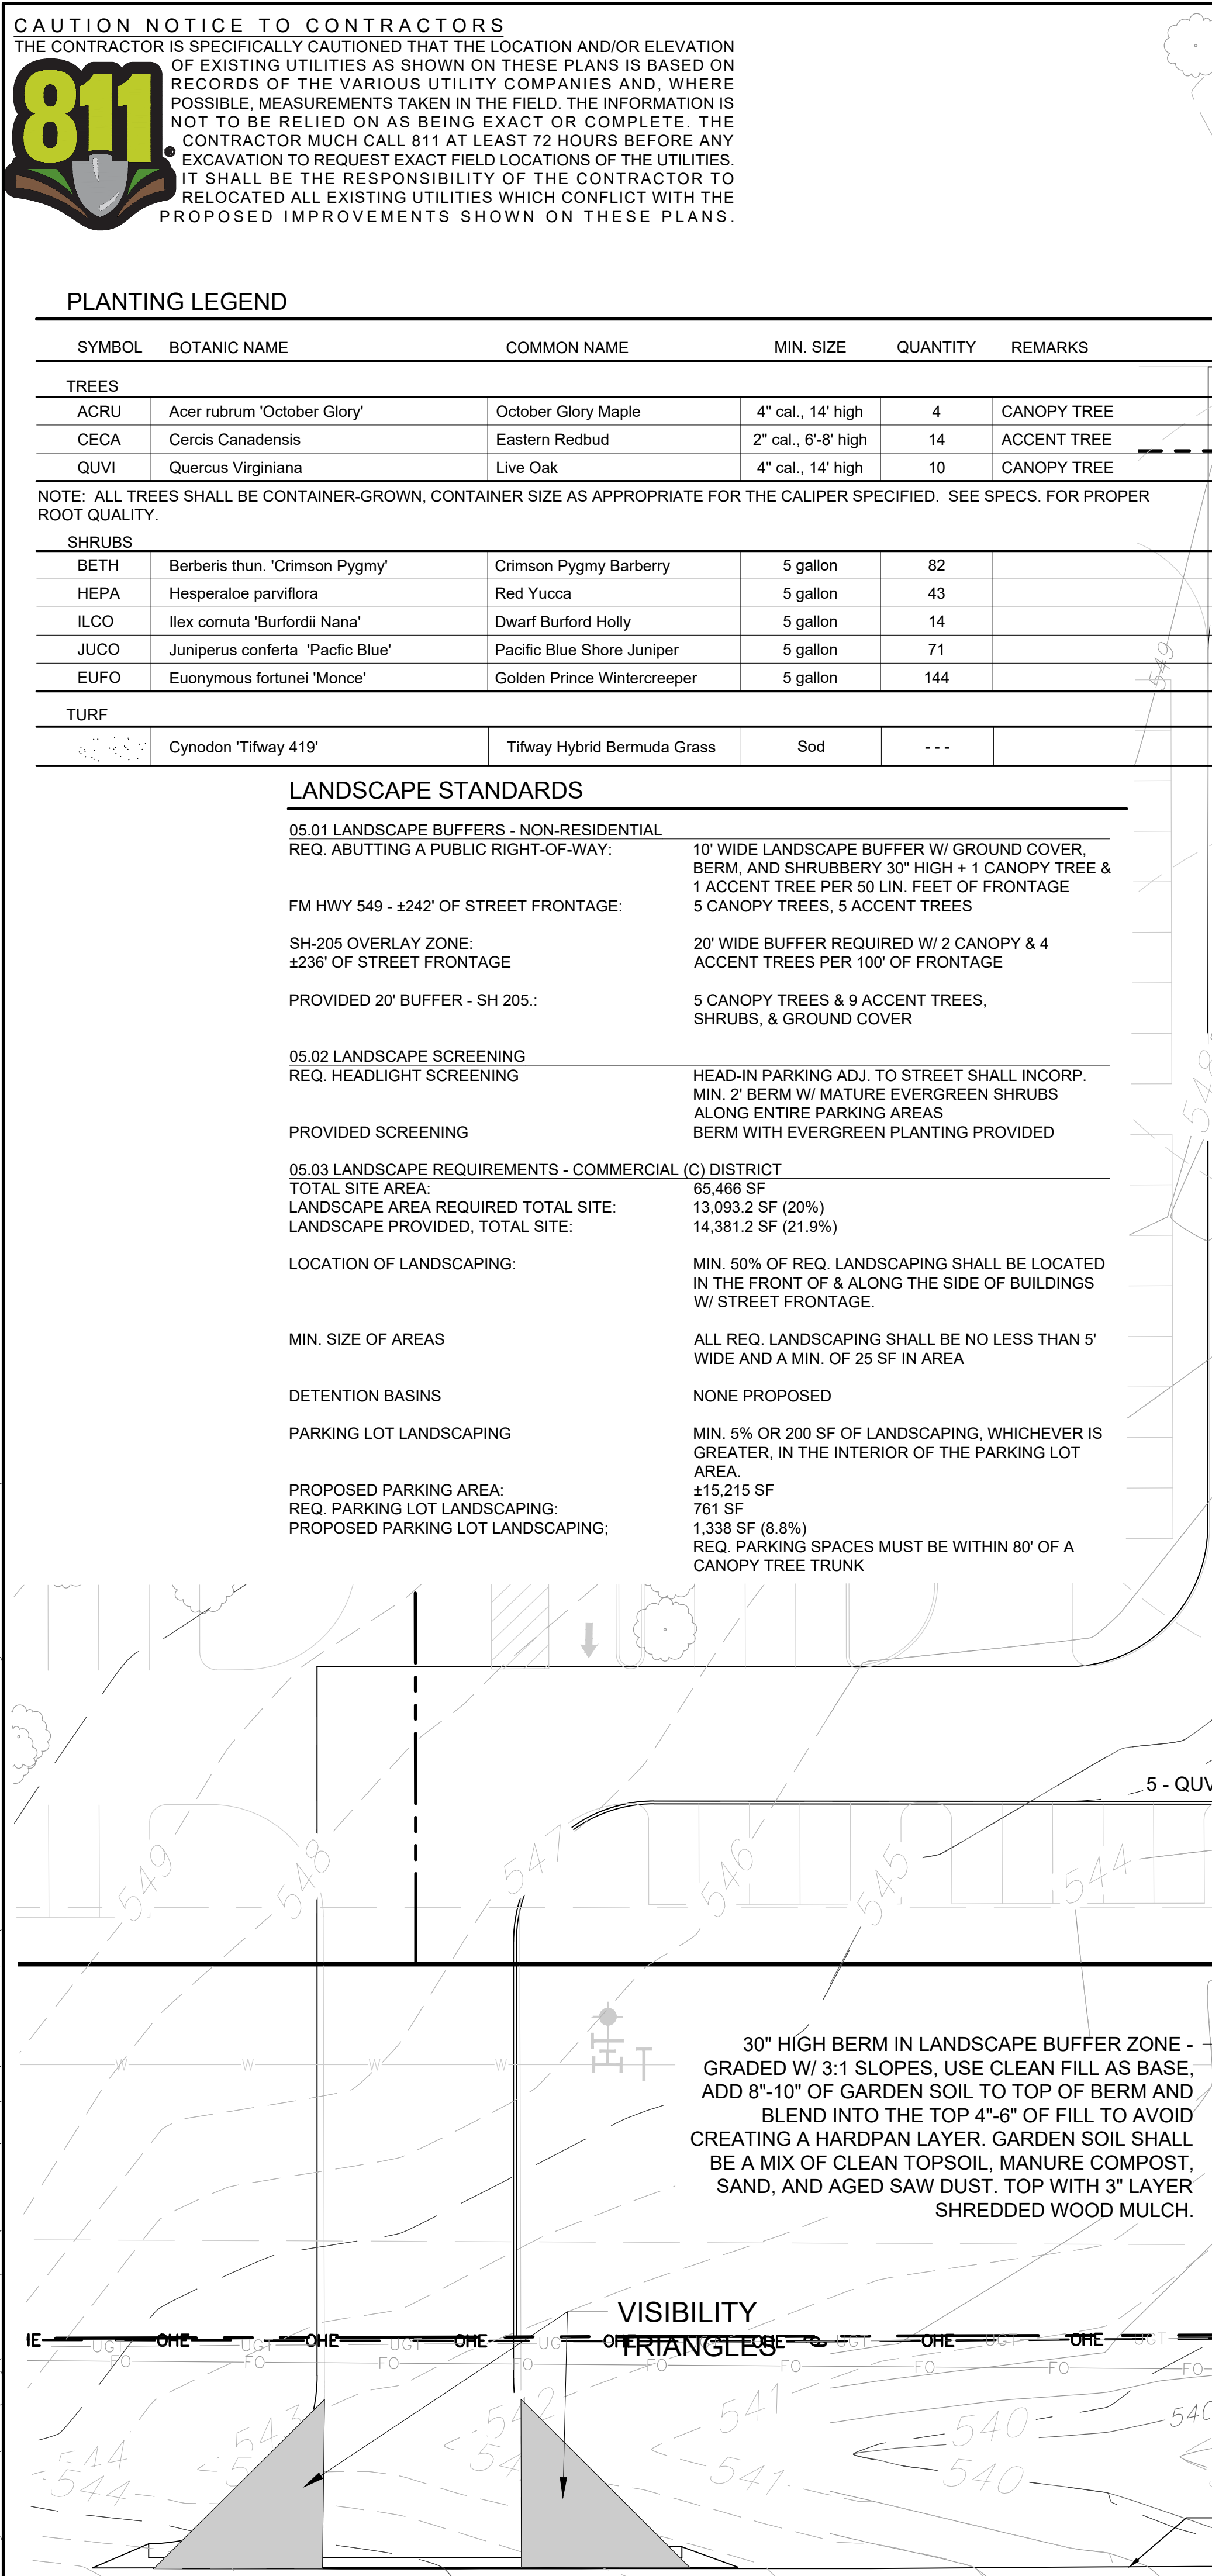 CAUTION NOTICE TO CONTRACTORS
THE CONTRACTOR IS SPECIFICALLY CAUTIONED THAT THE LOCATION AND/OR ELEVATION
OF EXISTING UTILITIES AS SHOWN ON THESE PLANS IS BASED ON
RECORDS OF THE VARIOUS UTILITY COMPANIES AND, WHERE
POSSIBLE, MEASUREMENTS TAKEN IN THE FIELD. THE INFORMATION IS
NOT TO BE RELIED ON AS BEING EXACT OR COMPLETE. THE
CONTRACTOR MUCH CALL 811 AT LEAST 72 HOURS BEFORE ANY
EXCAVATION TO REQUEST EXACT FIELD LOCATIONS OF THE UTILITIES.
IT SHALL BE THE RESPONSIBILITY OF THE CONTRACTOR TO
RELOCATED ALL EXISTING UTILITIES WHICH CONFLICT WITH THE
PROPOSED IMPROVEMENTS SHOWN ON THESE PLANS.
811
PLANTING LEGEND
SYMBOL BOTANIC NAME COMMON NAME MIN. SIZE QUANTITY REMARKS
TREES
ACRU Acer rubrum 'October Glory' October Glory Maple 4" cal., 14' high 4 CANOPY TREE
CECA Cercis Canadensis Eastern Redbud 2" cal., 6'-8' high 14 ACCENT TREE
QUVI Quercus Virginiana Live Oak 4" cal., 14' high 10 CANOPY TREE
NOTE: ALL TREES SHALL BE CONTAINER-GROWN, CONTAINER SIZE AS APPROPRIATE FOR THE CALIPER SPECIFIED. SEE SPECS. FOR PROPER
ROOT QUALITY.
SHRUBS
BETH Berberis thun. 'Crimson Pygmy' Crimson Pygmy Barberry 5 gallon 82
HEPA Hesperaloe parviflora Red Yucca 5 gallon 43
ILCO Ilex cornuta 'Burfordii Nana' Dwarf Burford Holly 5 gallon 14
JUCO Juniperus conferta 'Pacfic Blue' Pacific Blue Shore Juniper 5 gallon 71
EUFO Euonymous fortunei 'Monce' Golden Prince Wintercreeper 5 gallon 144
TURF
Cynodon 'Tifway 419' Tifway Hybrid Bermuda Grass Sod - - -
549
LANDSCAPE STANDARDS
05.01 LANDSCAPE BUFFERS - NON-RESIDENTIAL
REQ. ABUTTING A PUBLIC RIGHT-OF-WAY: 10' WIDE LANDSCAPE BUFFER W/ GROUND COVER,
BERM, AND SHRUBBERY 30" HIGH + 1 CANOPY TREE &
1 ACCENT TREE PER 50 LIN. FEET OF FRONTAGE
FM HWY 549 - ±242' OF STREET FRONTAGE: 5 CANOPY TREES, 5 ACCENT TREES
SH-205 OVERLAY ZONE: 20' WIDE BUFFER REQUIRED W/ 2 CANOPY & 4
±236' OF STREET FRONTAGE ACCENT TREES PER 100' OF FRONTAGE
PROVIDED 20' BUFFER - SH 205.: 5 CANOPY TREES & 9 ACCENT TREES,
SHRUBS, & GROUND COVER
05.02 LANDSCAPE SCREENING
REQ. HEADLIGHT SCREENING HEAD-IN PARKING ADJ. TO STREET SHALL INCORP.
MIN. 2' BERM W/ MATURE EVERGREEN SHRUBS
ALONG ENTIRE PARKING AREAS
PROVIDED SCREENING BERM WITH EVERGREEN PLANTING PROVIDED
548
05.03 LANDSCAPE REQUIREMENTS - COMMERCIAL (C) DISTRICT
TOTAL SITE AREA: 65,466 SF
LANDSCAPE AREA REQUIRED TOTAL SITE: 13,093.2 SF (20%)
LANDSCAPE PROVIDED, TOTAL SITE: 14,381.2 SF (21.9%)
LOCATION OF LANDSCAPING: MIN. 50% OF REQ. LANDSCAPING SHALL BE LOCATED
IN THE FRONT OF & ALONG THE SIDE OF BUILDINGS
W/ STREET FRONTAGE.
MIN. SIZE OF AREAS ALL REQ. LANDSCAPING SHALL BE NO LESS THAN 5'
WIDE AND A MIN. OF 25 SF IN AREA
DETENTION BASINS NONE PROPOSED
PARKING LOT LANDSCAPING MIN. 5% OR 200 SF OF LANDSCAPING, WHICHEVER IS
GREATER, IN THE INTERIOR OF THE PARKING LOT
AREA.
PROPOSED PARKING AREA: ±15,215 SF
REQ. PARKING LOT LANDSCAPING: 761 SF
PROPOSED PARKING LOT LANDSCAPING; 1,338 SF (8.8%)
REQ. PARKING SPACES MUST BE WITHIN 80' OF A
CANOPY TREE TRUNK
5 - QUV
549 548 547 546 545 544
W W W W
30" HIGH BERM IN LANDSCAPE BUFFER ZONE -
GRADED W/ 3:1 SLOPES, USE CLEAN FILL AS BASE,
ADD 8"-10" OF GARDEN SOIL TO TOP OF BERM AND
BLEND INTO THE TOP 4"-6" OF FILL TO AVOID
CREATING A HARDPAN LAYER. GARDEN SOIL SHALL
BE A MIX OF CLEAN TOPSOIL, MANURE COMPOST,
SAND, AND AGED SAW DUST. TOP WITH 3" LAYER
SHREDDED WOOD MULCH.
VISIBILITY
TRIANGLES
HE UGT OHE UGT OHE UGT OHE UG OHE UGT OHE UGT OHE UGT OHE UGT
FO FO FO FO FO FO FO FO FO
544 543 542 541 540 540
544 54 541 540